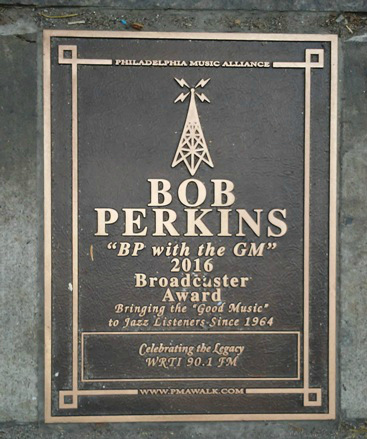 PHILADELPHIA MUSIC ALLIANCE
BOB
PERKINS
"BP with the GM"
2016
Broadcaster
Award
Bringing the "Good Music"
to Jazz Listeners Since 1964
Celebrating the Legacy
WRTI 90.1 FM
WWW.PMAWALK.COM